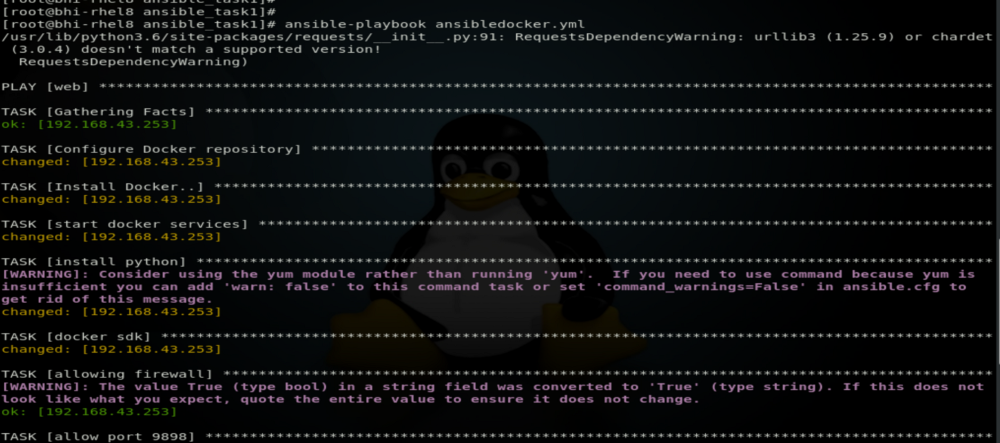 [root@bhi-rhel8 ansible_task1]#
[root@bhi-rhel8 ansible_task1]#
[root@bhi-rhel8 ansible_task1]# ansible-playbook ansibledocker.yml
/usr/lib/python3.6/site-packages/requests/__init__.py:91: RequestsDependencyWarning: urllib3 (1.25.9) or chardet
(3.0.4) doesn't match a supported version!
RequestsDependencyWarning)
PLAY [web] ******************************************************************************************************
TASK [Gathering Facts] ******************************************************************************************
ok: [192.168.43.253]
TASK [Configure Docker repository] ******************************************************************************
changed: [192.168.43.253]
TASK [Install Docker..] *****************************************************************************************
changed: [192.168.43.253]
TASK [start docker services] ************************************************************************************
changed: [192.168.43.253]
TASK [install python] *******************************************************************************************
[WARNING]: Consider using the yum module rather than running 'yum'.  If you need to use command because yum is
insufficient you can add 'warn: false' to this command task or set 'command_warnings=False' in ansible.cfg to
get rid of this message.
changed: [192.168.43.253]
TASK [docker sdk] ***********************************************************************************************
changed: [192.168.43.253]
TASK [allowing firewall] ****************************************************************************************
[WARNING]: The value True (type bool) in a string field was converted to 'True' (type string). If this does not
look like what you expect, quote the entire value to ensure it does not change.
ok: [192.168.43.253]
TASK [allow port 9898] ******************************************************************************************